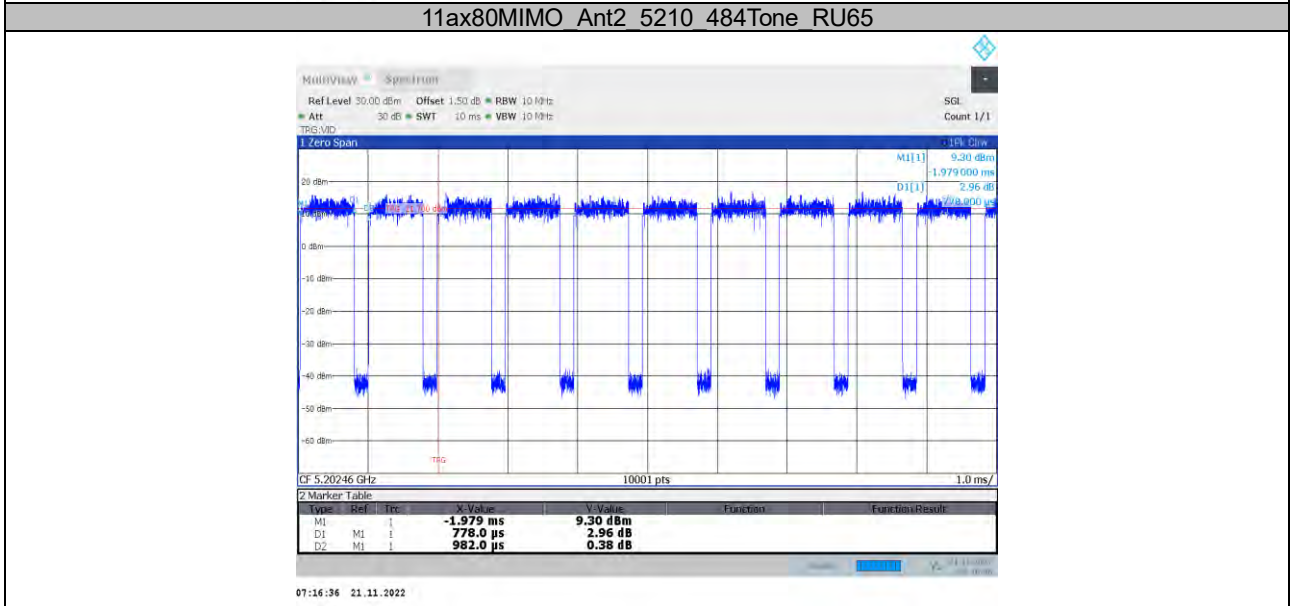 11ax80MIMO_Ant2_5210_484Tone_RU65
MultiView Spectrum
Ref Level 30.00 dBm Offset 1.50 dB RBW 10 MHz SGL
Att 30 dB SWT 10 ms VBW 10 MHz Count 1/1
TRG:VID
1 Zero Span 1Pk Clrw
M1[1] 9.30 dBm
-1.979000 ms
20 dBm
D1[1] 2.96 dB
778.000 µs
0 dBm
-10 dBm
-20 dBm
-30 dBm
-40 dBm
-50 dBm
-60 dBm
TRG
CF 5.20246 GHz 10001 pts 1.0 ms/
2 Marker Table
Type Ref Trc X-Value Y-Value Function Function Result
M1 1 -1.979 ms 9.30 dBm
D1 M1 1 778.0 µs 2.96 dB
D2 M1 1 982.0 µs 0.38 dB
07:16:36 21.11.2022